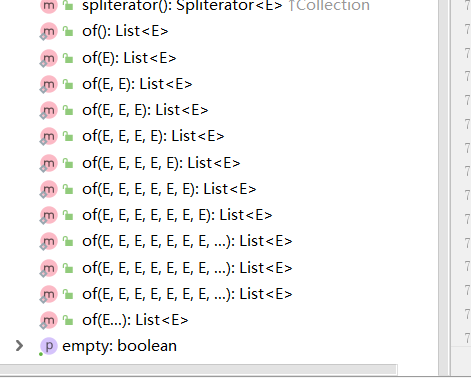 spliterator(): Spliterator<E> ↑Collection
of(): List<E>
of(E): List<E>
of(E, E): List<E>
of(E, E, E): List<E>
of(E, E, E, E): List<E>
of(E, E, E, E, E): List<E>
of(E, E, E, E, E, E): List<E>
of(E, E, E, E, E, E, E): List<E>
of(E, E, E, E, E, E, E, ...): List<E>
of(E, E, E, E, E, E, E, ...): List<E>
of(E, E, E, E, E, E, E, ...): List<E>
of(E...): List<E>
empty: boolean